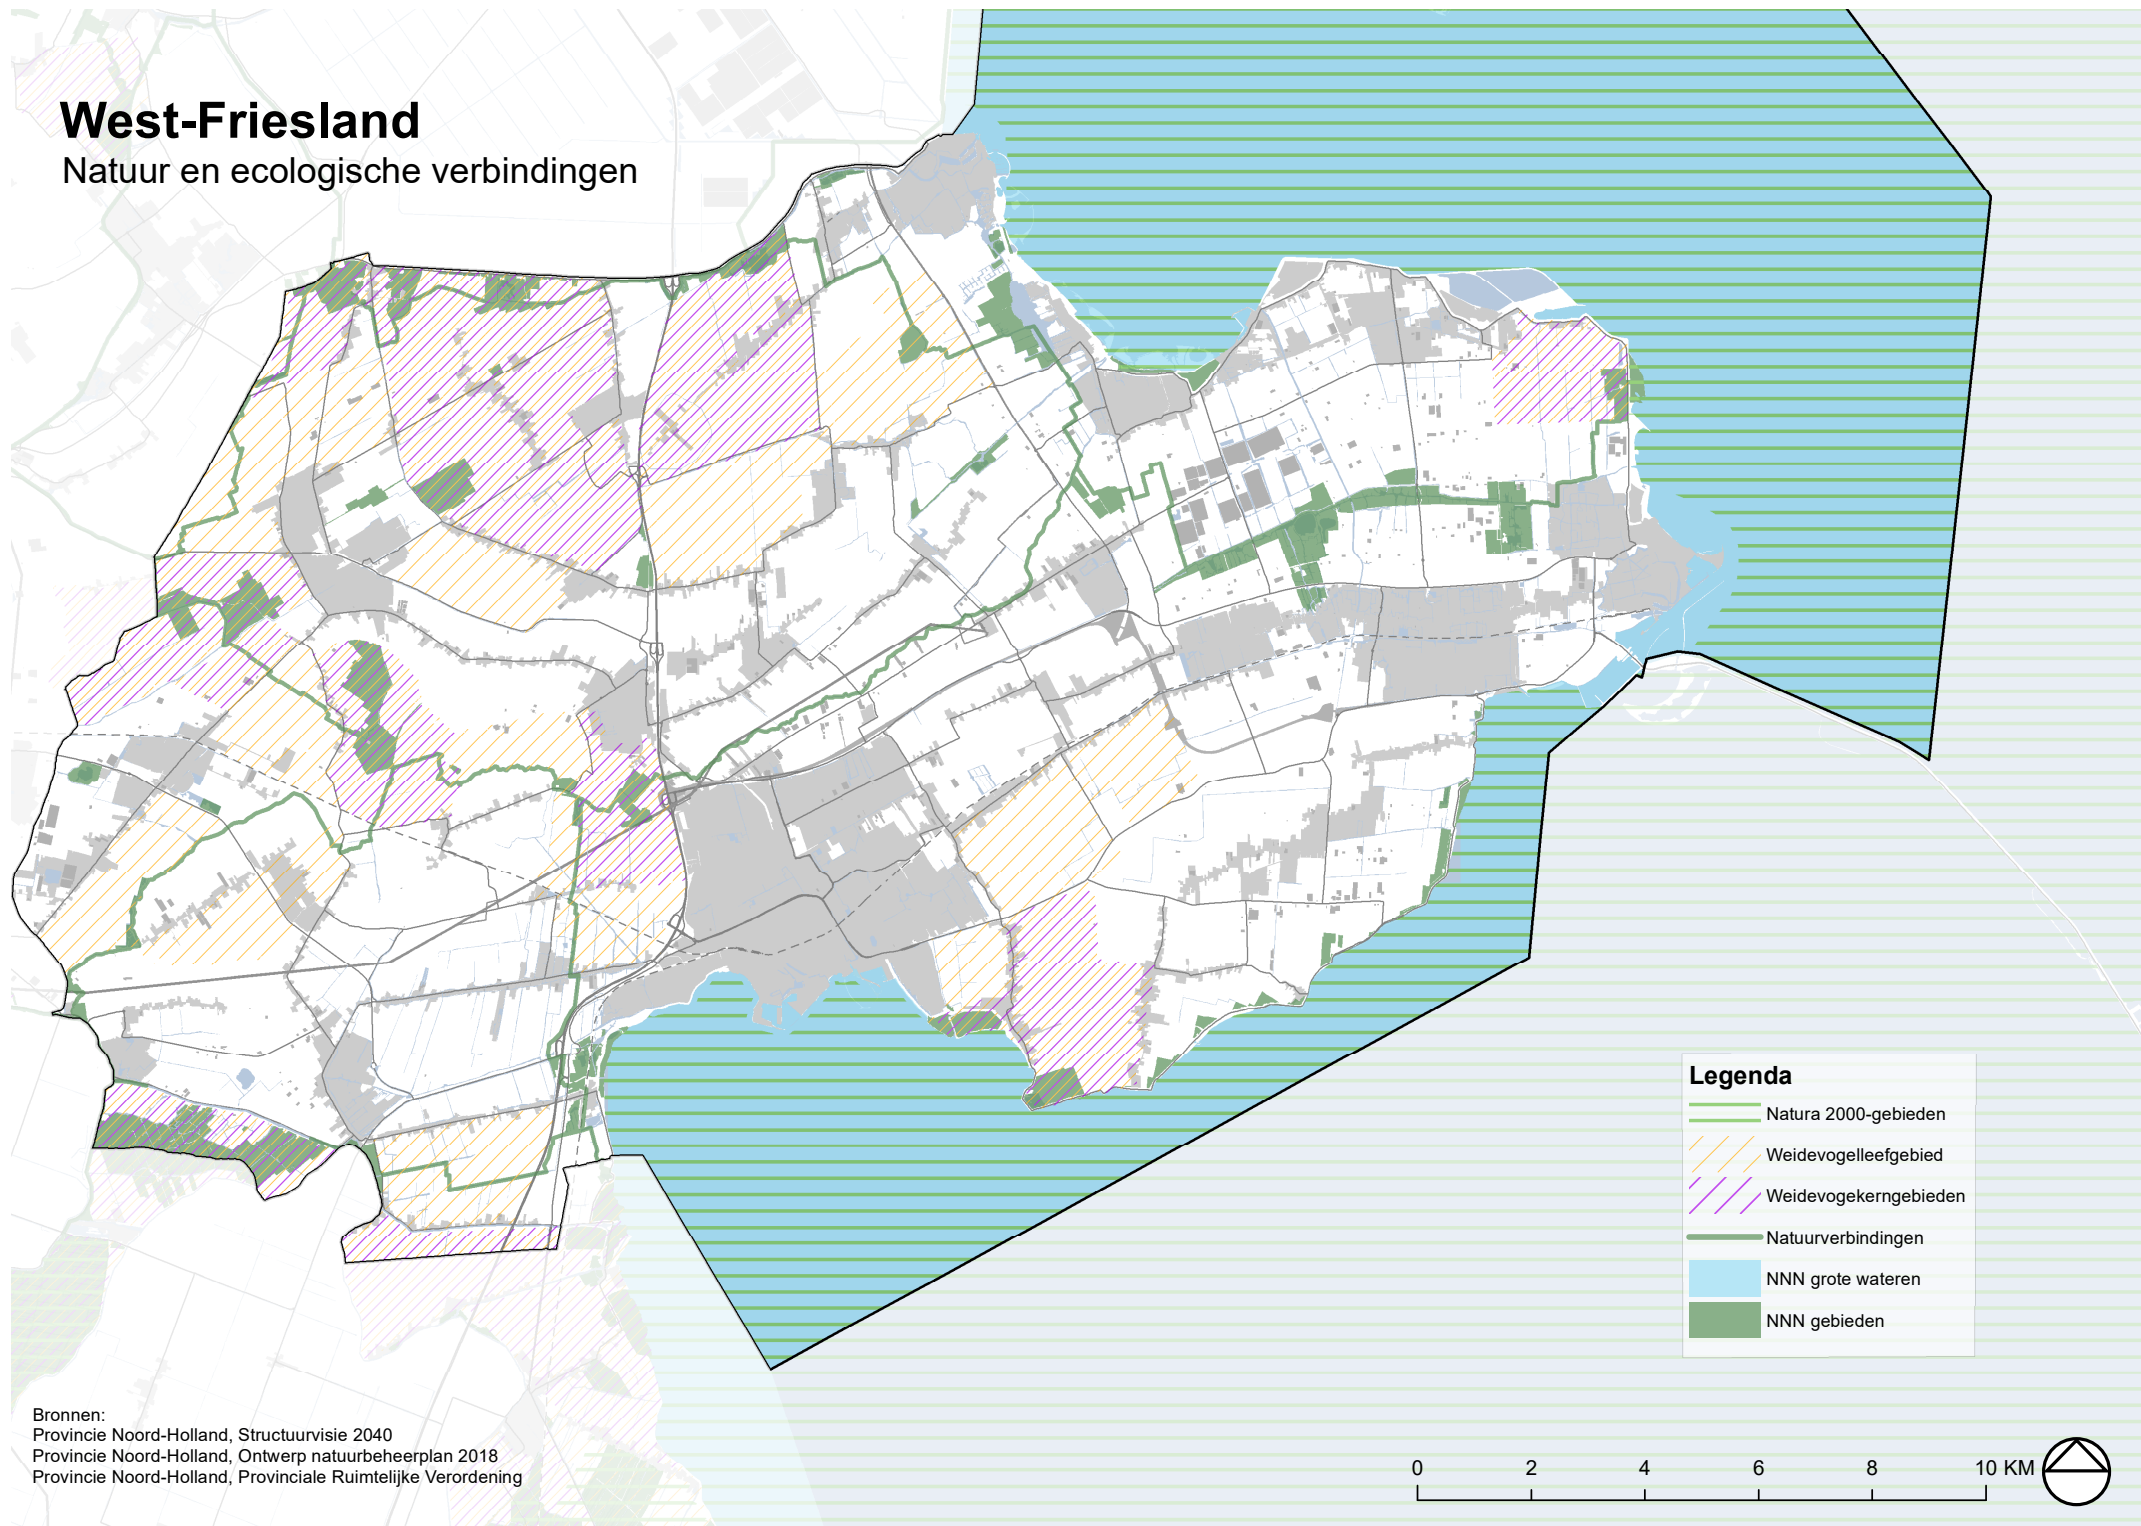 West-Friesland
Natuur en ecologische verbindingen
Legenda
Natura 2000-gebieden
Weidevogelleefgebied
Weidevogekerngebieden
Natuurverbindingen
NNN grote wateren
NNN gebieden
Bronnen:
Provincie Noord-Holland, Structuurvisie 2040
Provincie Noord-Holland, Ontwerp natuurbeheerplan 2018
Provincie Noord-Holland, Provinciale Ruimtelijke Verordening
0 2 4 6 8 10 KM